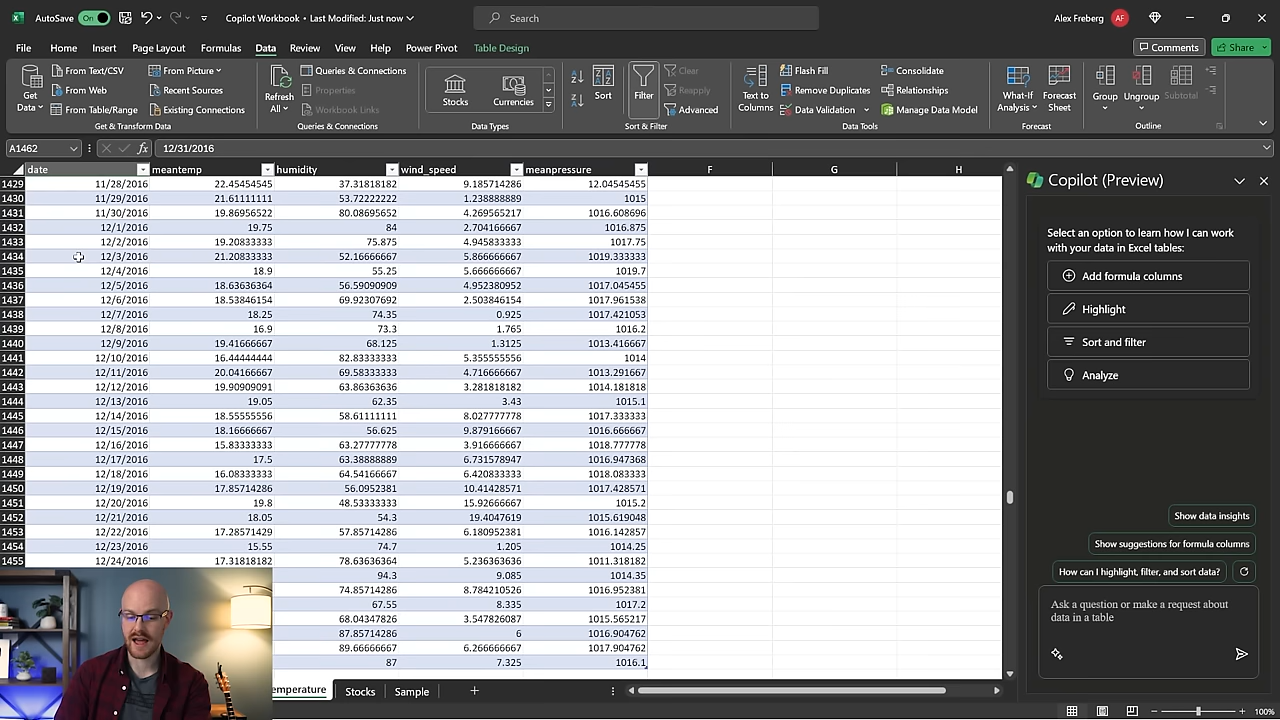 AutoSave On Copilot Workbook • Last Modified: Just now Search Alex Freberg AF
File Home Insert Page Layout Formulas Data Review View Help Power Pivot Table Design Comments Share
Get Data From Text/CSV From Web From Table/Range From Picture Recent Sources Existing Connections
Get & Transform Data
Refresh All Queries & Connections Properties Workbook Links
Queries & Connections
Stocks Currencies
Data Types
Sort Filter Clear Reapply Advanced
Sort & Filter
Text to Columns Flash Fill Remove Duplicates Data Validation Consolidate Relationships Manage Data Model
Data Tools
What-If Analysis Forecast Sheet
Forecast
Group Ungroup Subtotal
Outline
A1462 fx 12/31/2016
date meantemp humidity wind_speed meanpressure F G H
1429 11/28/2016 22.45454545 37.31818182 9.185714286 12.04545455
1430 11/29/2016 21.61111111 53.72222222 1.238888889 1015
1431 11/30/2016 19.86956522 80.08695652 4.269565217 1016.608696
1432 12/1/2016 19.75 84 2.704166667 1016.875
1433 12/2/2016 19.20833333 75.875 4.945833333 1017.75
1434 12/3/2016 21.20833333 52.16666667 5.866666667 1019.333333
1435 12/4/2016 18.9 55.25 5.666666667 1019.7
1436 12/5/2016 18.63636364 56.59090909 4.952380952 1017.045455
1437 12/6/2016 18.53846154 69.92307692 2.503846154 1017.961538
1438 12/7/2016 18.25 74.35 0.925 1017.421053
1439 12/8/2016 16.9 73.3 1.765 1016.2
1440 12/9/2016 19.41666667 68.125 1.3125 1013.416667
1441 12/10/2016 16.44444444 82.83333333 5.355555556 1014
1442 12/11/2016 20.04166667 69.58333333 4.716666667 1013.291667
1443 12/12/2016 19.90909091 63.86363636 3.281818182 1014.181818
1444 12/13/2016 19.05 62.35 3.43 1015.1
1445 12/14/2016 18.55555556 58.61111111 8.027777778 1017.333333
1446 12/15/2016 18.16666667 56.625 9.879166667 1016.666667
1447 12/16/2016 15.83333333 63.27777778 3.916666667 1018.777778
1448 12/17/2016 17.5 63.38888889 6.731578947 1016.947368
1449 12/18/2016 16.08333333 64.54166667 6.420833333 1018.083333
1450 12/19/2016 17.85714286 56.0952381 10.41428571 1017.428571
1451 12/20/2016 19.8 48.53333333 15.92666667 1015.2
1452 12/21/2016 18.05 54.3 19.4047619 1015.619048
1453 12/22/2016 17.28571429 57.85714286 6.180952381 1016.142857
1454 12/23/2016 15.55 74.7 1.205 1014.25
1455 12/24/2016 17.31818182 78.63636364 5.236363636 1011.318182
94.3 9.085 1014.35
74.85714286 8.784210526 1016.952381
67.55 8.335 1017.2
68.04347826 3.547826087 1015.565217
87.85714286 6 1016.904762
89.66666667 6.266666667 1017.904762
87 7.325 1016.1
emperature Stocks Sample
Copilot (Preview)
Select an option to learn how I can work
with your data in Excel tables:
Add formula columns
Highlight
Sort and filter
Analyze
Show data insights
Show suggestions for formula columns
How can I highlight, filter, and sort data?
Ask a question or make a request about
data in a table
100%